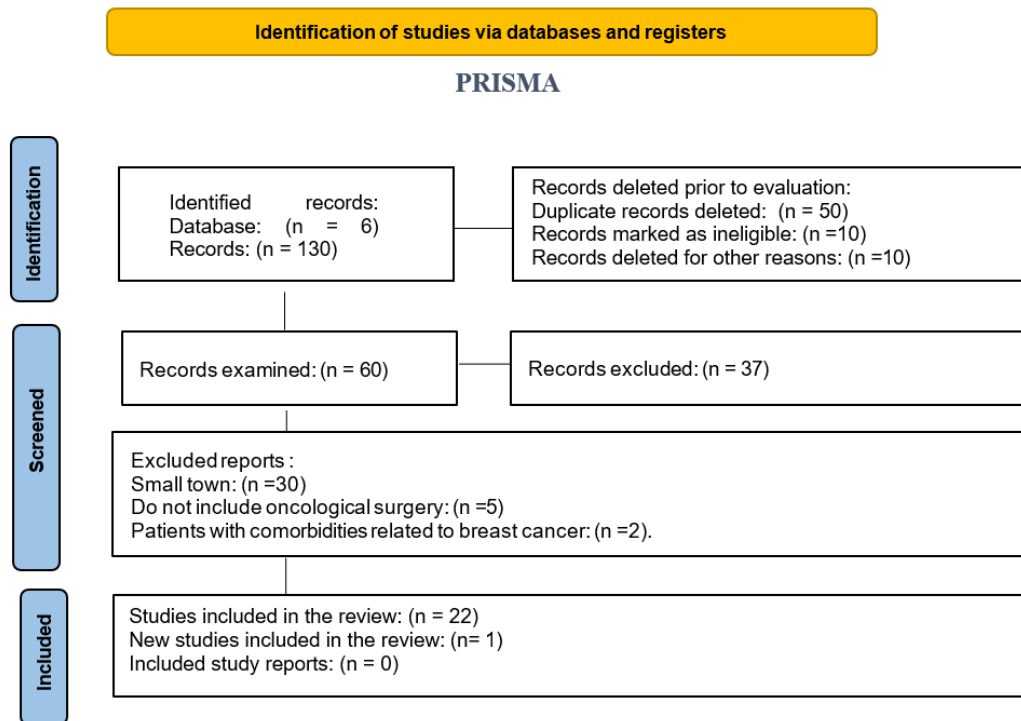 Identification of studies via databases and registers
PRISMA
Identification
Identified records:
Database: (n = 6)
Records: (n = 130)
Records deleted prior to evaluation:
Duplicate records deleted: (n = 50)
Records marked as ineligible: (n =10)
Records deleted for other reasons: (n =10)
Screened
Records examined: (n = 60)
Records excluded: (n = 37)
Excluded reports :
Small town: (n =30)
Do not include oncological surgery: (n =5)
Patients with comorbidities related to breast cancer: (n =2).
Included
Studies included in the review: (n = 22)
New studies included in the review: (n= 1)
Included study reports: (n = 0)